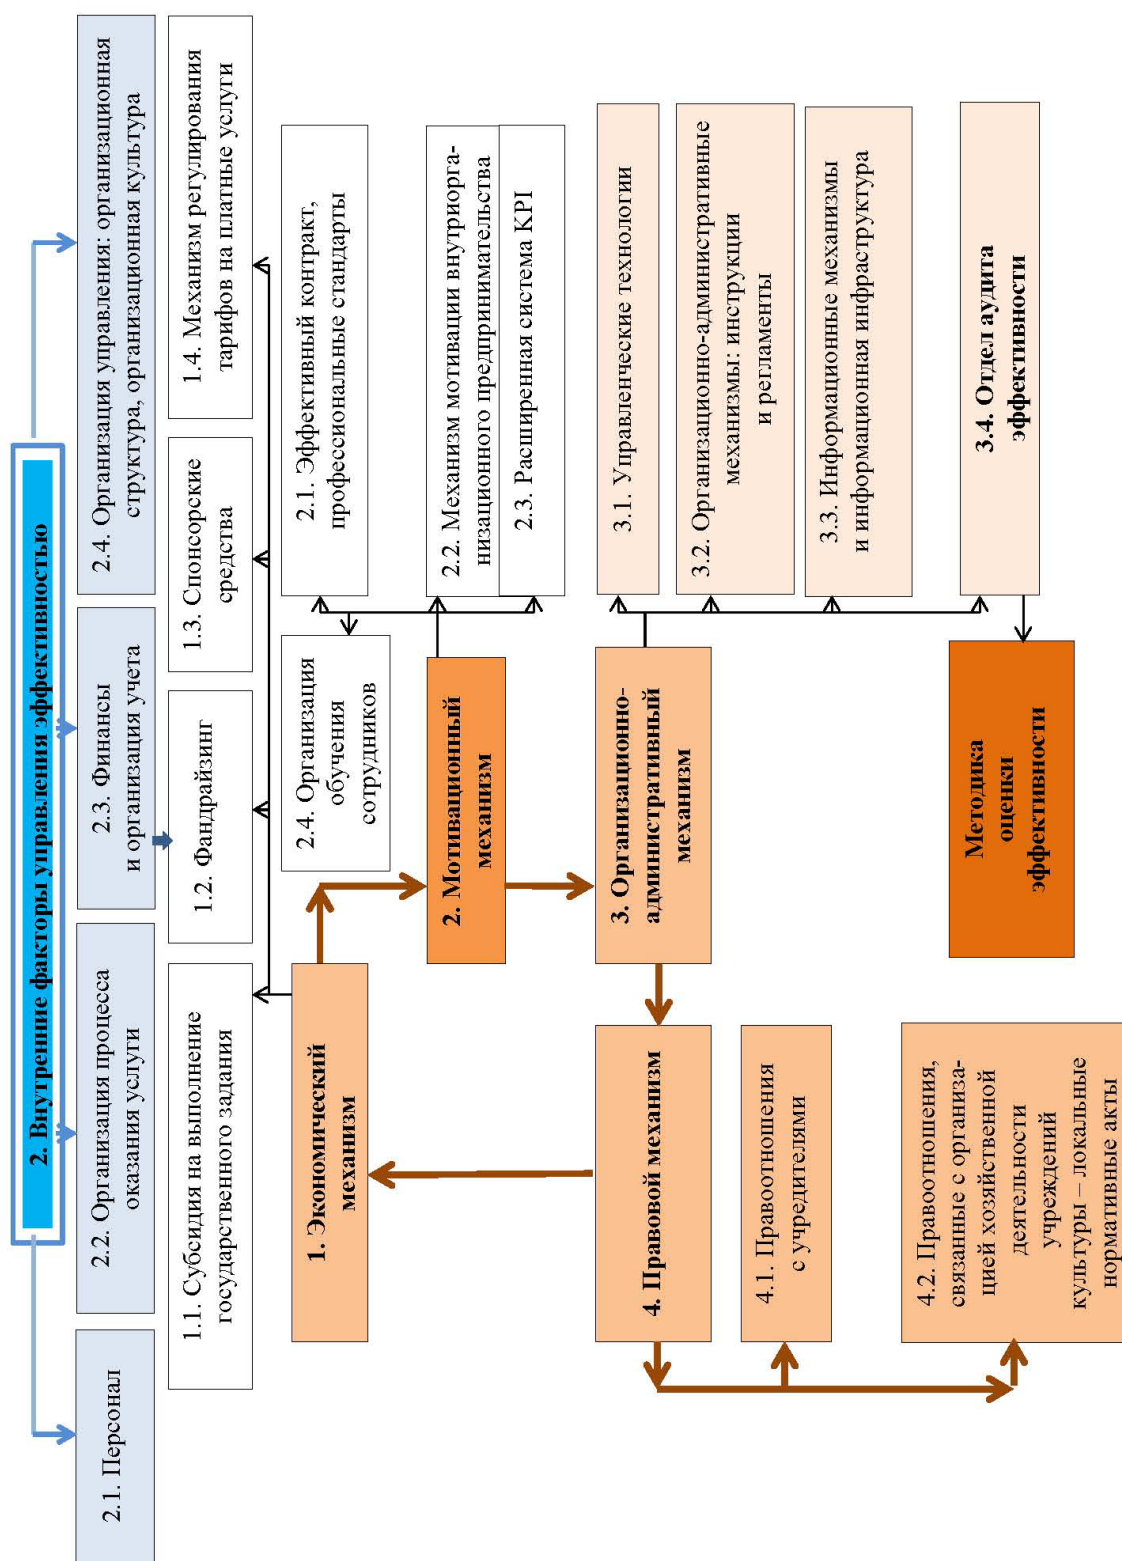 2. Внутренние факторы управления эффективностью
2.1. Персонал
2.2. Организация процесса
оказания услуги
2.3. Финансы
и организация учета
2.4. Организация управления: организационная
структура, организационная культура
1.1. Субсидия на выполнение
государственного задания
1.2. Фандрайзинг
1.3. Спонсорские
средства
1.4. Механизм регулирования
тарифов на платные услуги
1. Экономический
механизм
2.4. Организация
обучения
сотрудников
2.1. Эффективный контракт,
профессиональные стандарты
2. Мотивационный
механизм
2.2. Механизм мотивации внутриорга-
низационного предпринимательства
2.3. Расширенная система KPI
4. Правовой механизм
3. Организационно-
административный
механизм
3.1. Управленческие технологии
3.2. Организационно-административные
механизмы: инструкции
и регламенты
4.1. Правоотношения
с учредителями
3.3. Информационные механизмы
и информационная инфраструктура
4.2. Правоотношения,
связанные с организа-
цией хозяйственной
деятельности
учреждений
культуры – локальные
нормативные акты
Методика
оценки
эффективности
3.4. Отдел аудита
эффективности